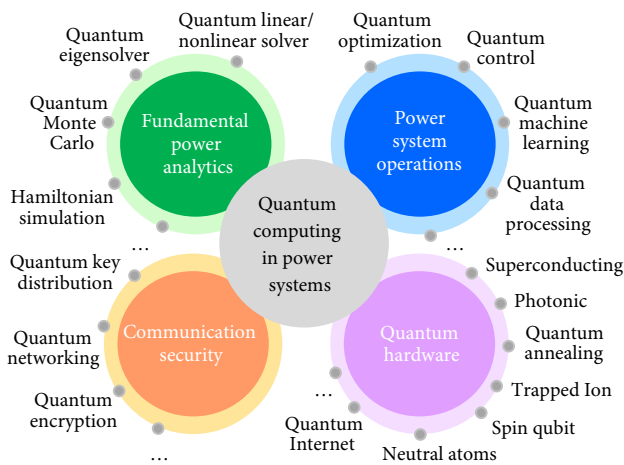 Quantum
eigensolver
Quantum linear/
nonlinear solver
Quantum
Monte
Carlo
Hamiltonian
simulation
...
Fundamental
power
analytics
Quantum
optimization
Quantum
control
Quantum
machine
learning
Quantum
data
processing
...
Power
system
operations
Quantum
computing
in power
systems
Quantum key
distribution
Quantum
networking
Quantum
encryption
...
Communication
security
Superconducting
Photonic
Quantum
annealing
Trapped Ion
Spin qubit
Neutral atoms
Quantum
Internet
...
Quantum
hardware